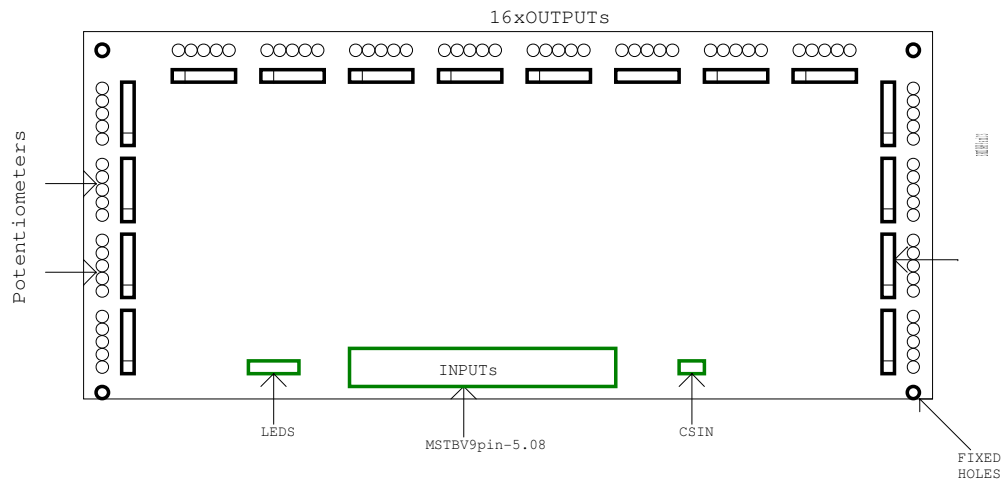 16xOUTPUTs
Potentiometers
INPUTs
LEDS
MSTBV9pin-5.08
CSIN
FIXED
HOLES